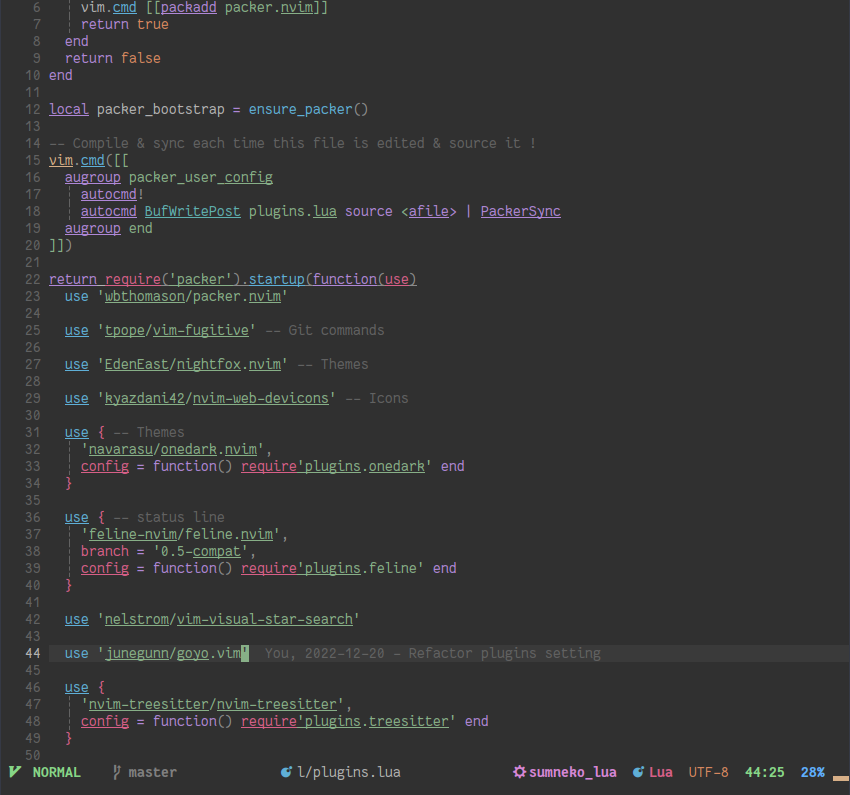 6 vim.cmd [[packadd packer.nvim]]
7 return true
8 end
9 return false
10 end
11
12 local packer_bootstrap = ensure_packer()
13
14 -- Compile & sync each time this file is edited & source it !
15 vim.cmd([[
16 augroup packer_user_config
17 autocmd!
18 autocmd BufWritePost plugins.lua source <afile> | PackerSync
19 augroup end
20 ]])
21
22 return require('packer').startup(function(use)
23 use 'wbthomason/packer.nvim'
24
25 use 'tpope/vim-fugitive' -- Git commands
26
27 use 'EdenEast/nightfox.nvim' -- Themes
28
29 use 'kyazdani42/nvim-web-devicons' -- Icons
30
31 use { -- Themes
32 'navarasu/onedark.nvim',
33 config = function() require'plugins.onedark' end
34 }
35
36 use { -- status line
37 'feline-nvim/feline.nvim',
38 branch = '0.5-compat',
39 config = function() require'plugins.feline' end
40 }
41
42 use 'nelstrom/vim-visual-star-search'
43
44 use 'junegunn/goyo.vim' You, 2022-12-20 - Refactor plugins setting
45
46 use {
47 'nvim-treesitter/nvim-treesitter',
48 config = function() require'plugins.treesitter' end
49 }
50
NORMAL master l/plugins.lua sumneko_lua Lua UTF-8 44:25 28%